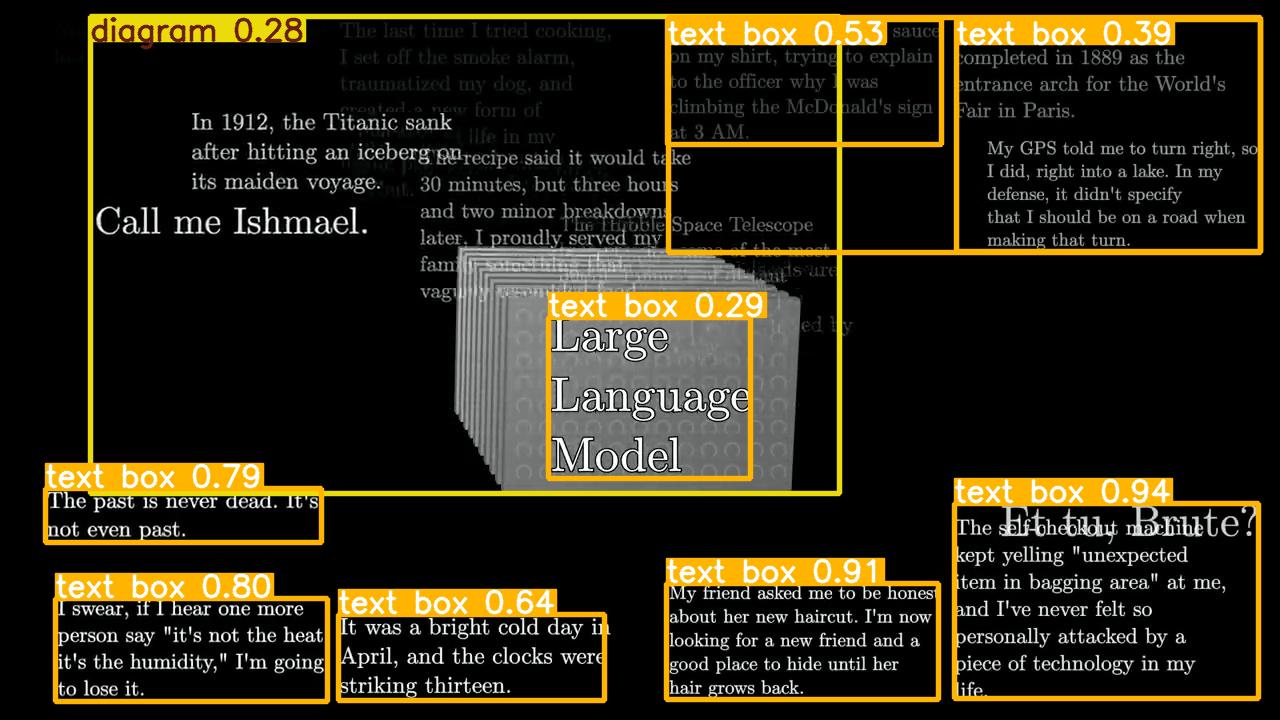 diagram 0.28
The last time I tried cooking,
I set off the smoke alarm,
traumatized my dog, and
created a new form of
life in my
In 1912, the Titanic sank
after hitting an iceberg on
its maiden voyage.
Call me Ishmael.
The recipe said it would take
30 minutes, but three hours
and two minor breakdowns
later, I proudly served my
family something that
vaguely resembled food.
text box 0.53
sauce
on my shirt, trying to explain
to the officer why I was
climbing the McDonald's sign
at 3 AM.
text box 0.39
completed in 1889 as the
entrance arch for the World's
Fair in Paris.
My GPS told me to turn right, so
I did, right into a lake. In my
defense, it didn't specify
that I should be on a road when
making that turn.
The Hubble Space Telescope
some of the most
distant
are
ed by
text box 0.29
Large
Language
Model
text box 0.79
The past is never dead. It's
not even past.
text box 0.80
I swear, if I hear one more
person say "it's not the heat
it's the humidity," I'm going
to lose it.
text box 0.64
It was a bright cold day in
April, and the clocks were
striking thirteen.
text box 0.91
My friend asked me to be honest
about her new haircut. I'm now
looking for a new friend and a
good place to hide until her
hair grows back.
text box 0.94
Et tu, Brute?
The self-checkout machine
kept yelling "unexpected
item in bagging area" at me,
and I've never felt so
personally attacked by a
piece of technology in my
life.